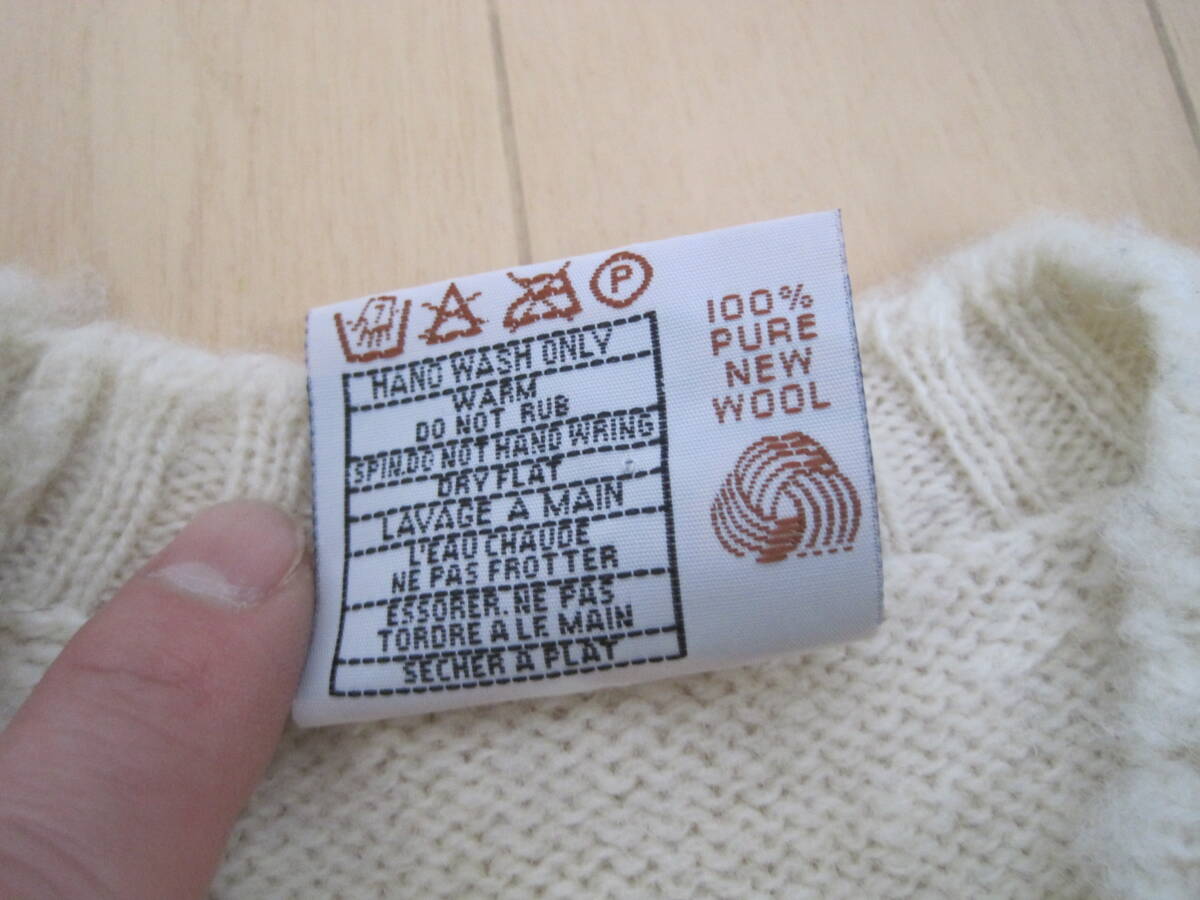 7
P
HAND WASH ONLY
WARM
DO NOT RUB
SPIN.DO NOT HAND WRING
DRY FLAT
LAVAGE A MAIN
L'EAU CHAUDE
NE PAS FROTTER
ESSORER. NE PAS
TORDRE A LE MAIN
SECHER A PLAT
100%
PURE
NEW
WOOL